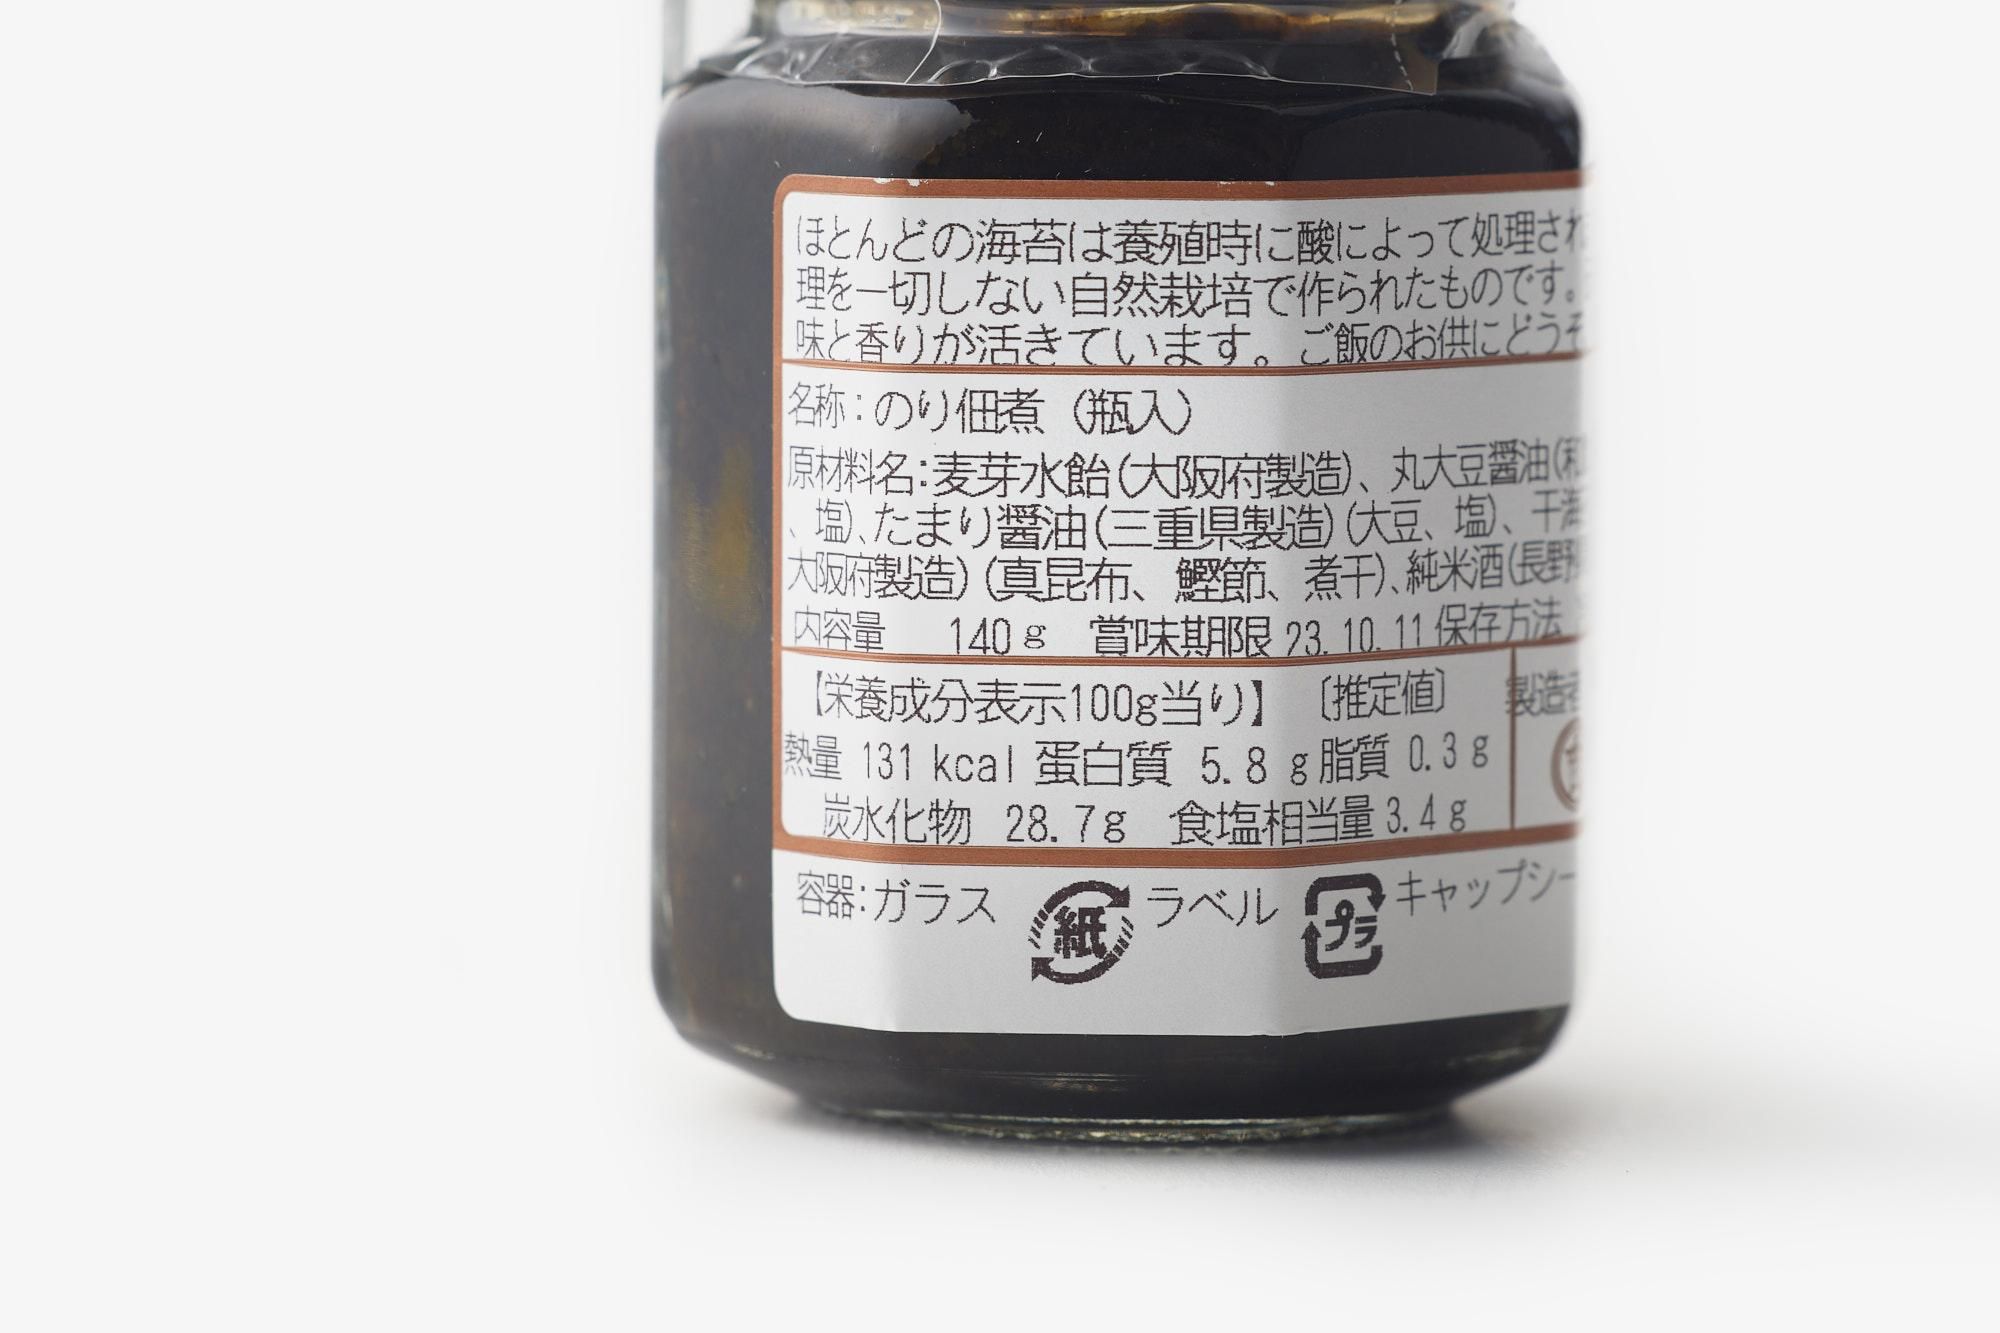 ほとんどの海苔は養殖時に酸によって処理され
理を一切しない自然栽培で作られたものです。
味と香りが活きています。ご飯のお供にどうぞ
名称：のり佃煮（瓶入）
原材料名：麦芽水飴(大阪府製造)、丸大豆醤油(
、塩)、たまり醤油(三重県製造)(大豆、塩)、干海
大阪府製造)(真昆布、鰹節、煮干)、純米酒(長野
内容量 140ｇ 賞味期限 23.10.11 保存方法
【栄養成分表示100g当り】〔推定値〕
熱量 131 kcal 蛋白質 5.8 g 脂質 0.3 g
炭水化物 28.7g 食塩相当量 3.4 g
製造者
容器：ガラス 紙 ラベル プラ キャップシー